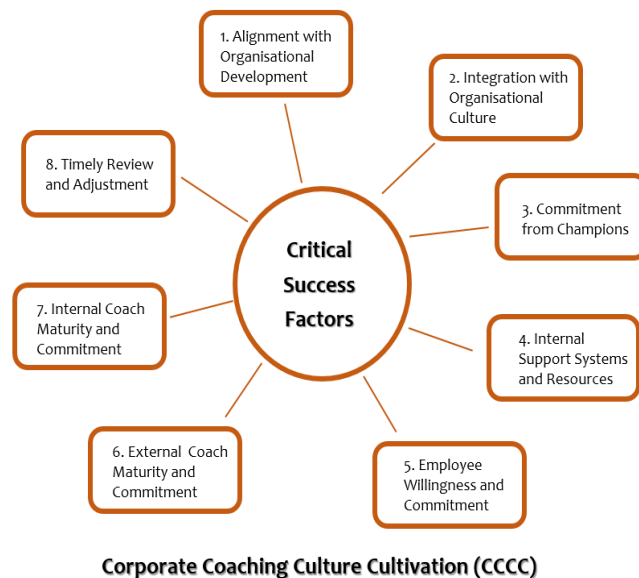 1. Alignment with
Organisational
Development
2. Integration with
Organisational
Culture
3. Commitment
from Champions
4. Internal
Support Systems
and Resources
5. Employee
Willingness and
Commitment
6. External Coach
Maturity and
Commitment
7. Internal Coach
Maturity and
Commitment
8. Timely Review
and Adjustment
Critical
Success
Factors
Corporate Coaching Culture Cultivation (CCCC)